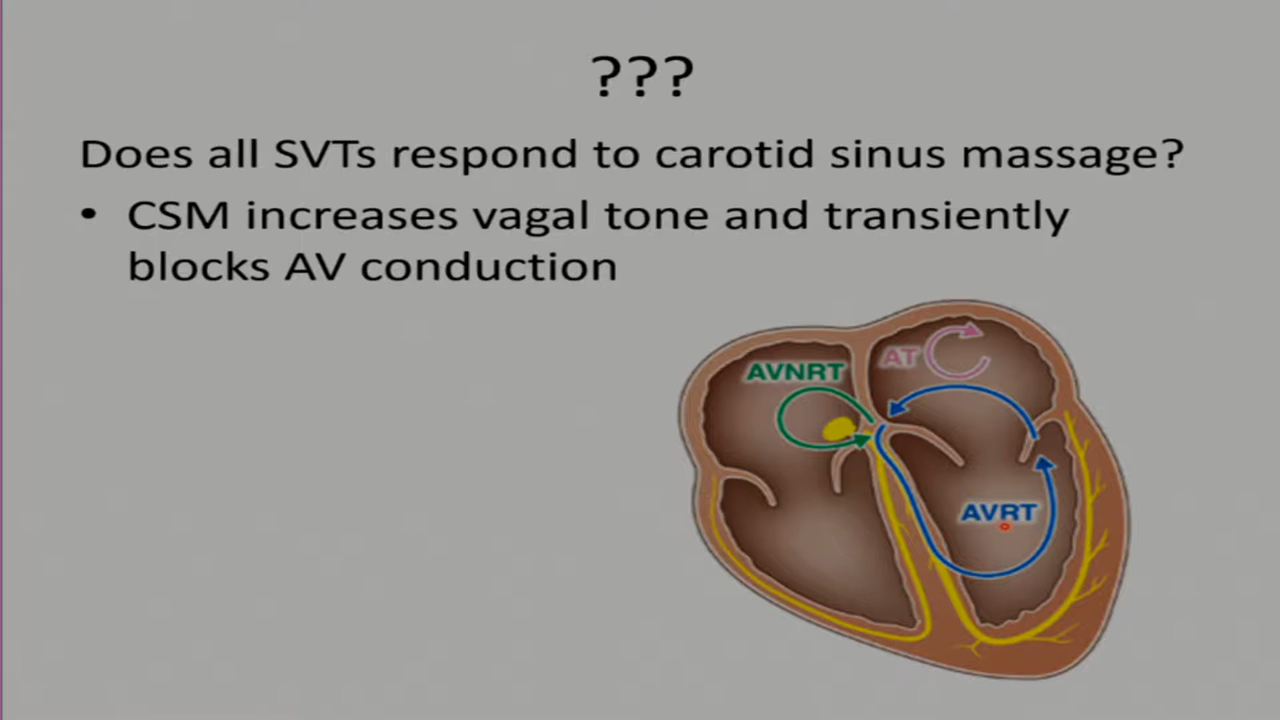 ???
Does all SVTs respond to carotid sinus massage?
• CSM increases vagal tone and transiently
blocks AV conduction
AVNRT
AT
AVRT